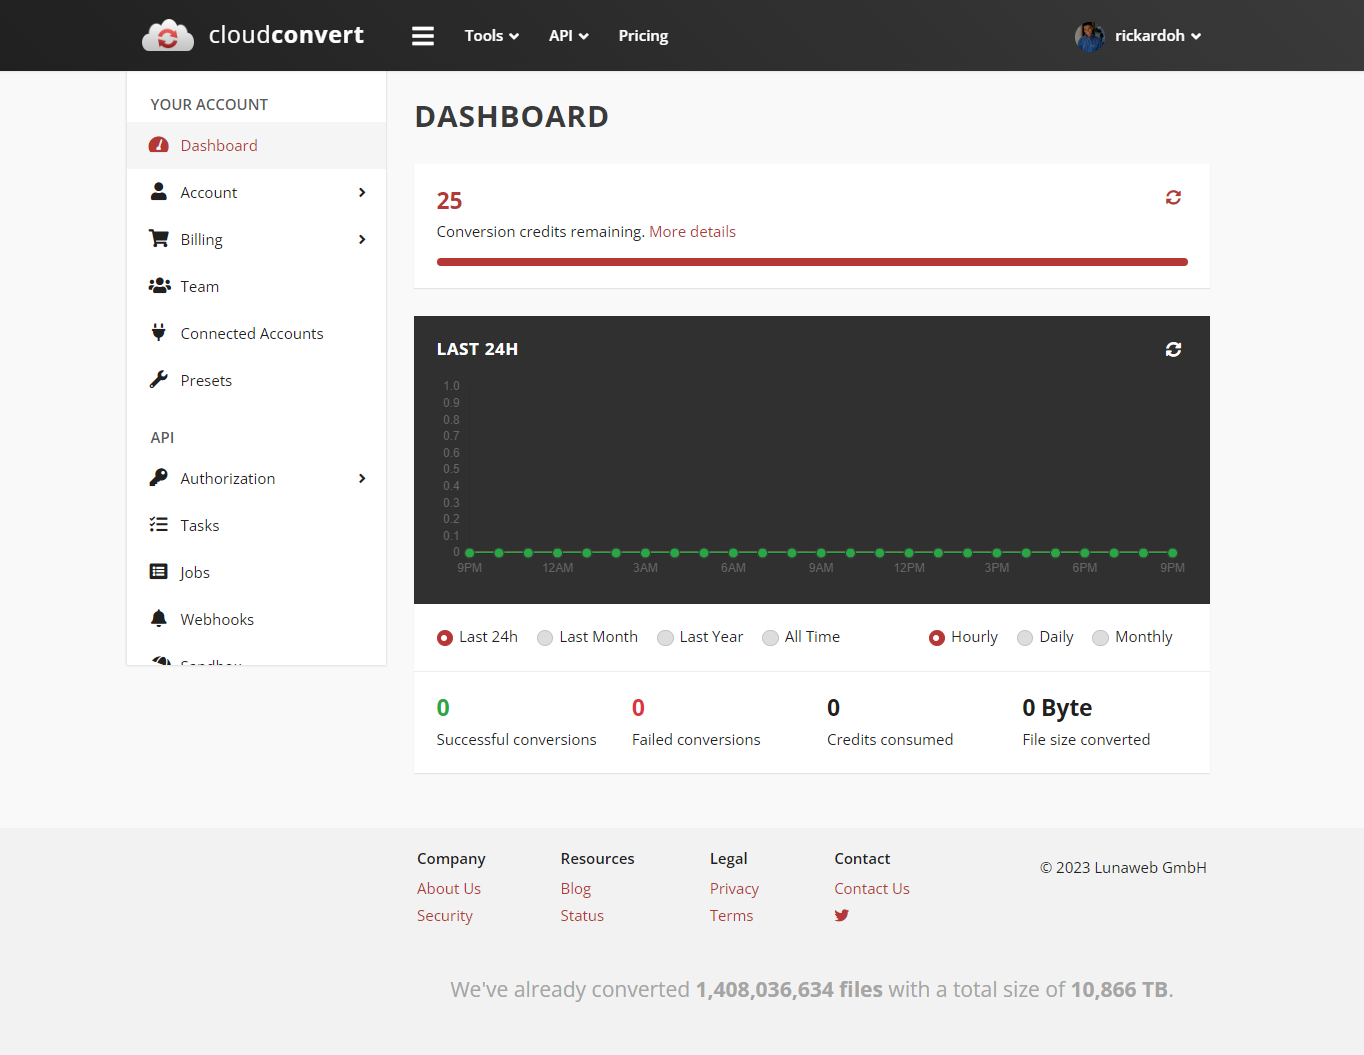 cloudconvert
Tools
API
Pricing
rickardoh
YOUR ACCOUNT
Dashboard
Account
Billing
Team
Connected Accounts
Presets
API
Authorization
Tasks
Jobs
Webhooks
Sandbox
DASHBOARD
25
Conversion credits remaining. More details
LAST 24H
1.0
0.9
0.8
0.7
0.6
0.5
0.4
0.3
0.2
0.1
0
9PM 12AM 3AM 6AM 9AM 12PM 3PM 6PM 9PM
Last 24h Last Month Last Year All Time Hourly Daily Monthly
0 0 0 0 Byte
Successful conversions Failed conversions Credits consumed File size converted
Company Resources Legal Contact
© 2023 Lunaweb GmbH
About Us Blog Privacy Contact Us
Security Status Terms
We've already converted 1,408,036,634 files with a total size of 10,866 TB.